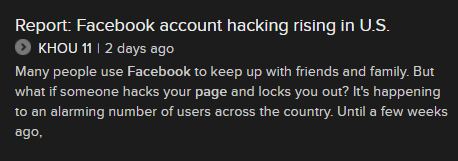 Report: Facebook account hacking rising in U.S.
KHOU 11 | 2 days ago
Many people use Facebook to keep up with friends and family. But
what if someone hacks your page and locks you out? It's happening
to an alarming number of users across the country. Until a few weeks
ago,